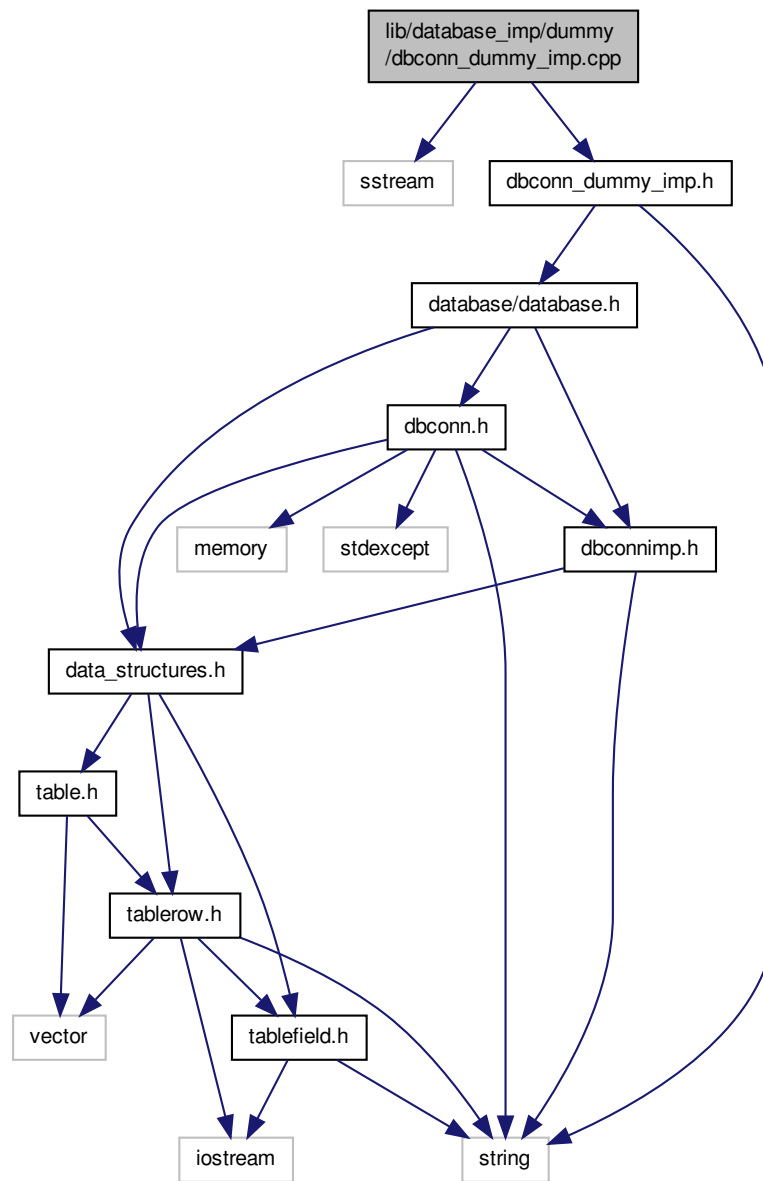 lib/database_imp/dummy
/dbconn_dummy_imp.cpp
sstream
dbconn_dummy_imp.h
database/database.h
dbconn.h
memory
stdexcept
dbconnimp.h
data_structures.h
table.h
tablerow.h
vector
tablefield.h
iostream
string